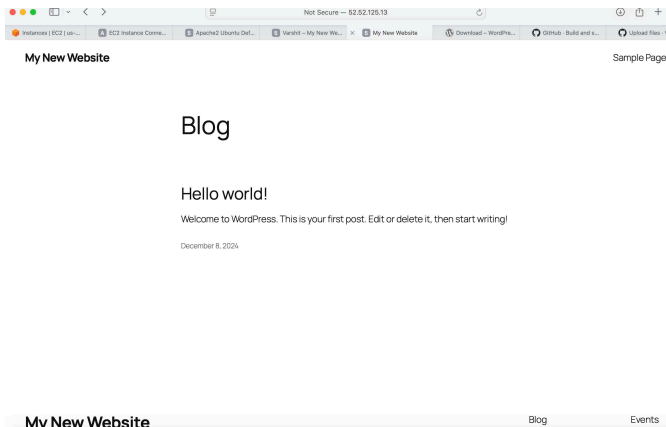 Not Secure — 52.52.125.13
Instances | EC2 | us-...
EC2 Instance Conne...
Apache2 Ubuntu Def...
Varshit – My New We...
My New Website
Download – WordPre...
GitHub · Build and s...
Upload files ·
My New Website
Sample Page
Blog
Hello world!
Welcome to WordPress. This is your first post. Edit or delete it, then start writing!
December 8, 2024
My New Website
Blog
Events